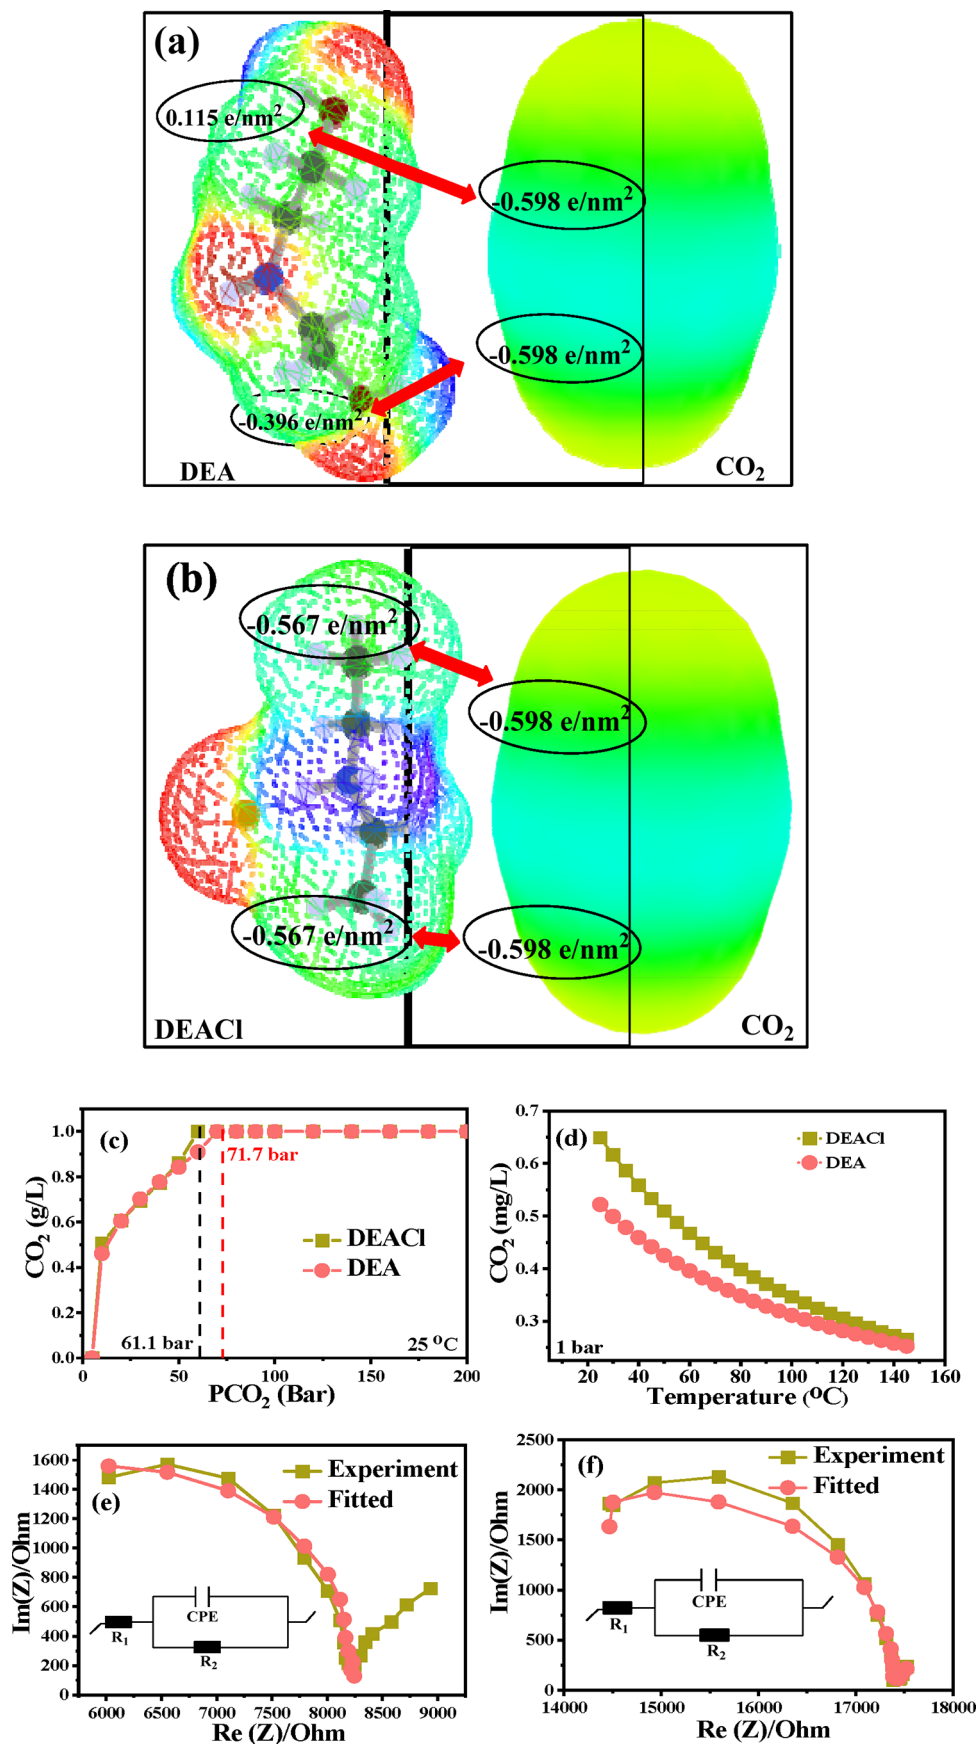 (a)
0.115 e/nm²
-0.598 e/nm²
-0.598 e/nm²
-0.396 e/nm²
DEA
CO₂
(b)
-0.567 e/nm²
-0.598 e/nm²
-0.567 e/nm²
-0.598 e/nm²
DEACl
CO₂
(c)
1.0
0.8
0.6
0.4
0.2
0.0
CO₂ (g/L)
71.7 bar
DEACl
DEA
61.1 bar
25 ⁰C
0
50
100
150
200
PCO₂ (Bar)
(d)
0.7
0.6
0.5
0.4
0.3
CO₂ (mg/L)
DEACl
DEA
1 bar
20
40
60
80
100
120
140
160
Temperature (⁰C)
(e)
1600
1400
1200
1000
800
600
400
200
0
Im(Z)/Ohm
Experiment
Fitted
CPE
R₁
R₂
6000
6500
7000
7500
8000
8500
9000
Re (Z)/Ohm
(f)
2500
2000
1500
1000
500
0
Im(Z)/Ohm
Experiment
Fitted
CPE
R₁
R₂
14000
15000
16000
17000
18000
Re (Z)/Ohm